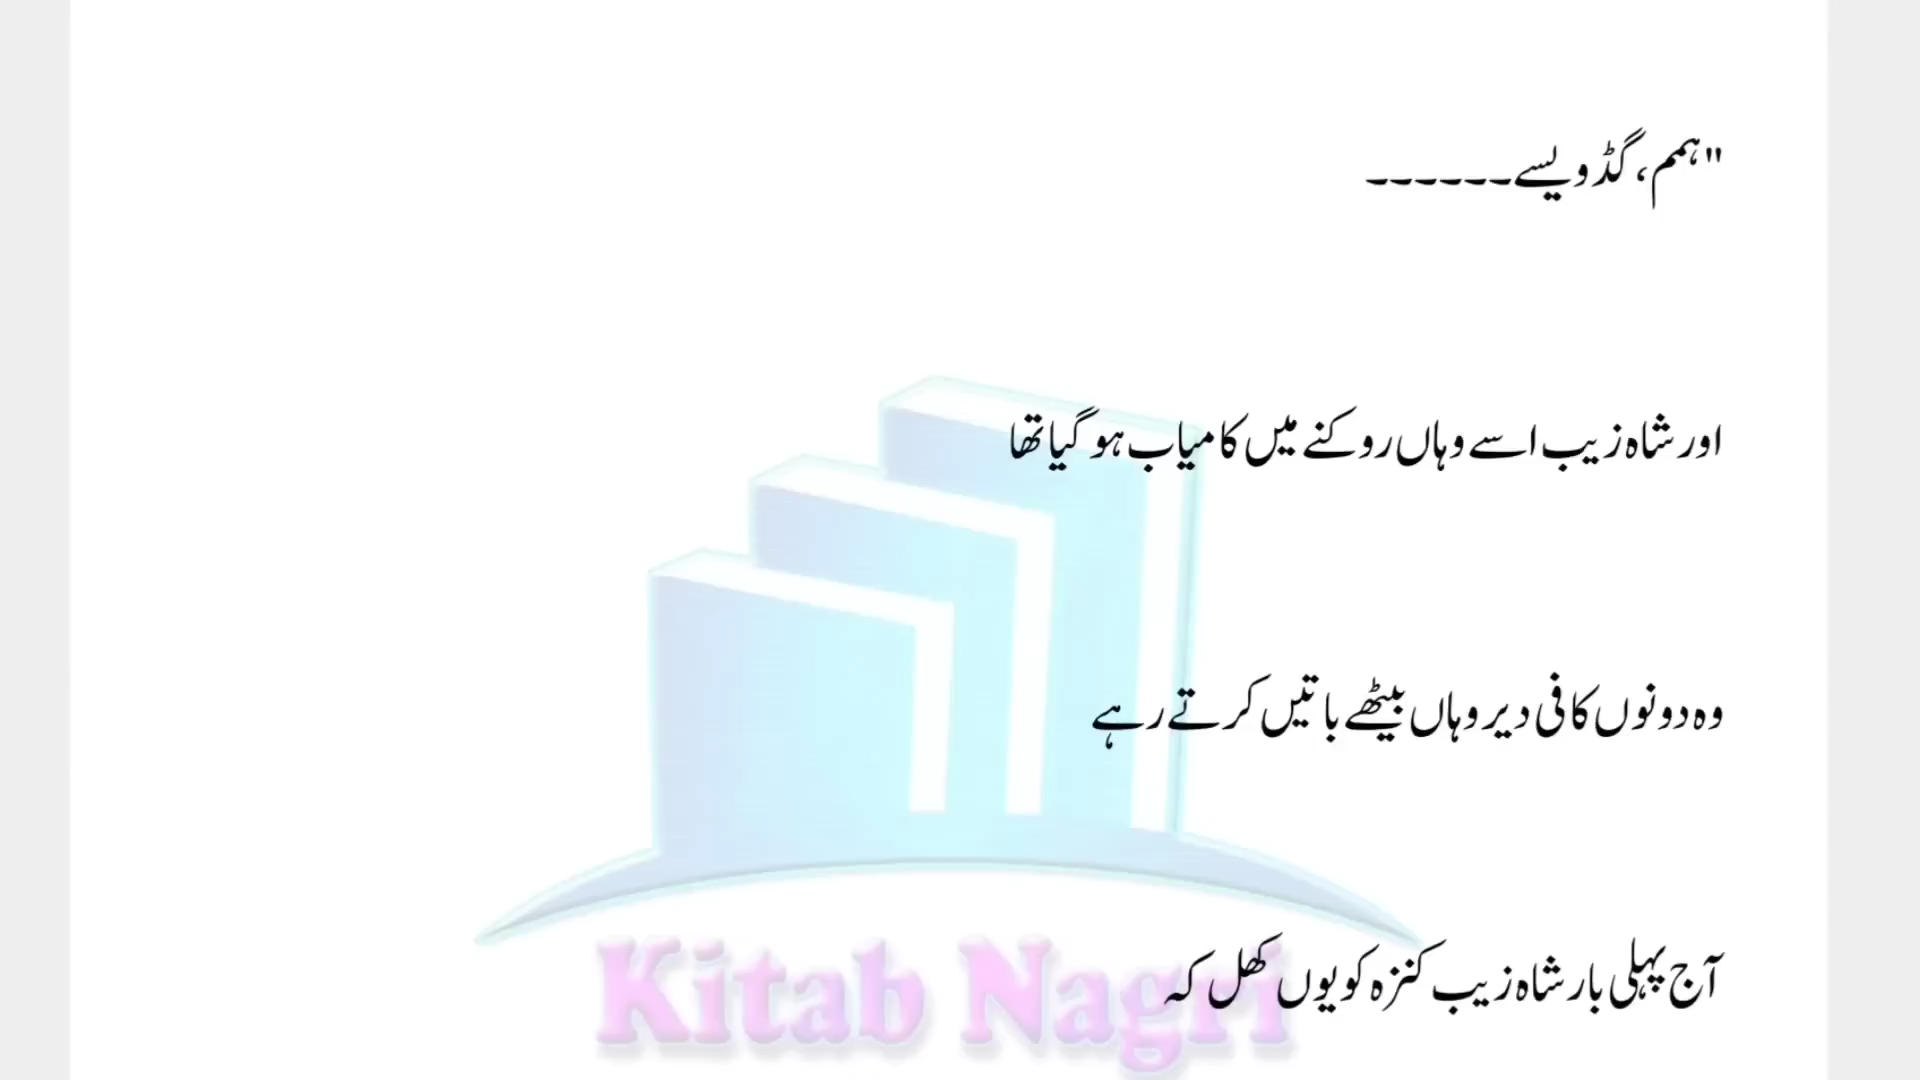 "ہمم، گڈ ویسے۔۔۔۔۔۔
اور شاہ زیب اسے وہاں روکنے میں کامیاب ہو گیا تھا
وہ دونوں کافی دیر وہاں بیٹھے باتیں کرتے رہے
آج پہلی بار شاہ زیب کنزہ کو یوں کھل کہ
Kitab Nagri